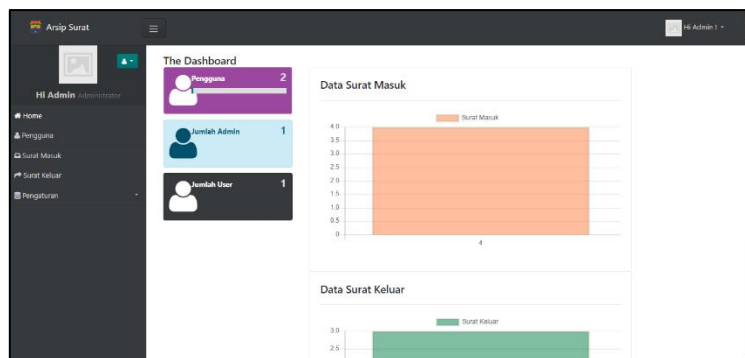 Arsip Surat
Hi Admin !
Hi Admin Administrator
Home
Pengguna
Surat Masuk
Surat Keluar
Pengaturan
The Dashboard
Pengguna 2
Jumlah Admin 1
Jumlah User 1
Data Surat Masuk
Surat Masuk
4.0
3.5
3.0
2.5
2.0
1.5
1.0
0.5
0
4
Data Surat Keluar
Surat Keluar
3.0
2.5